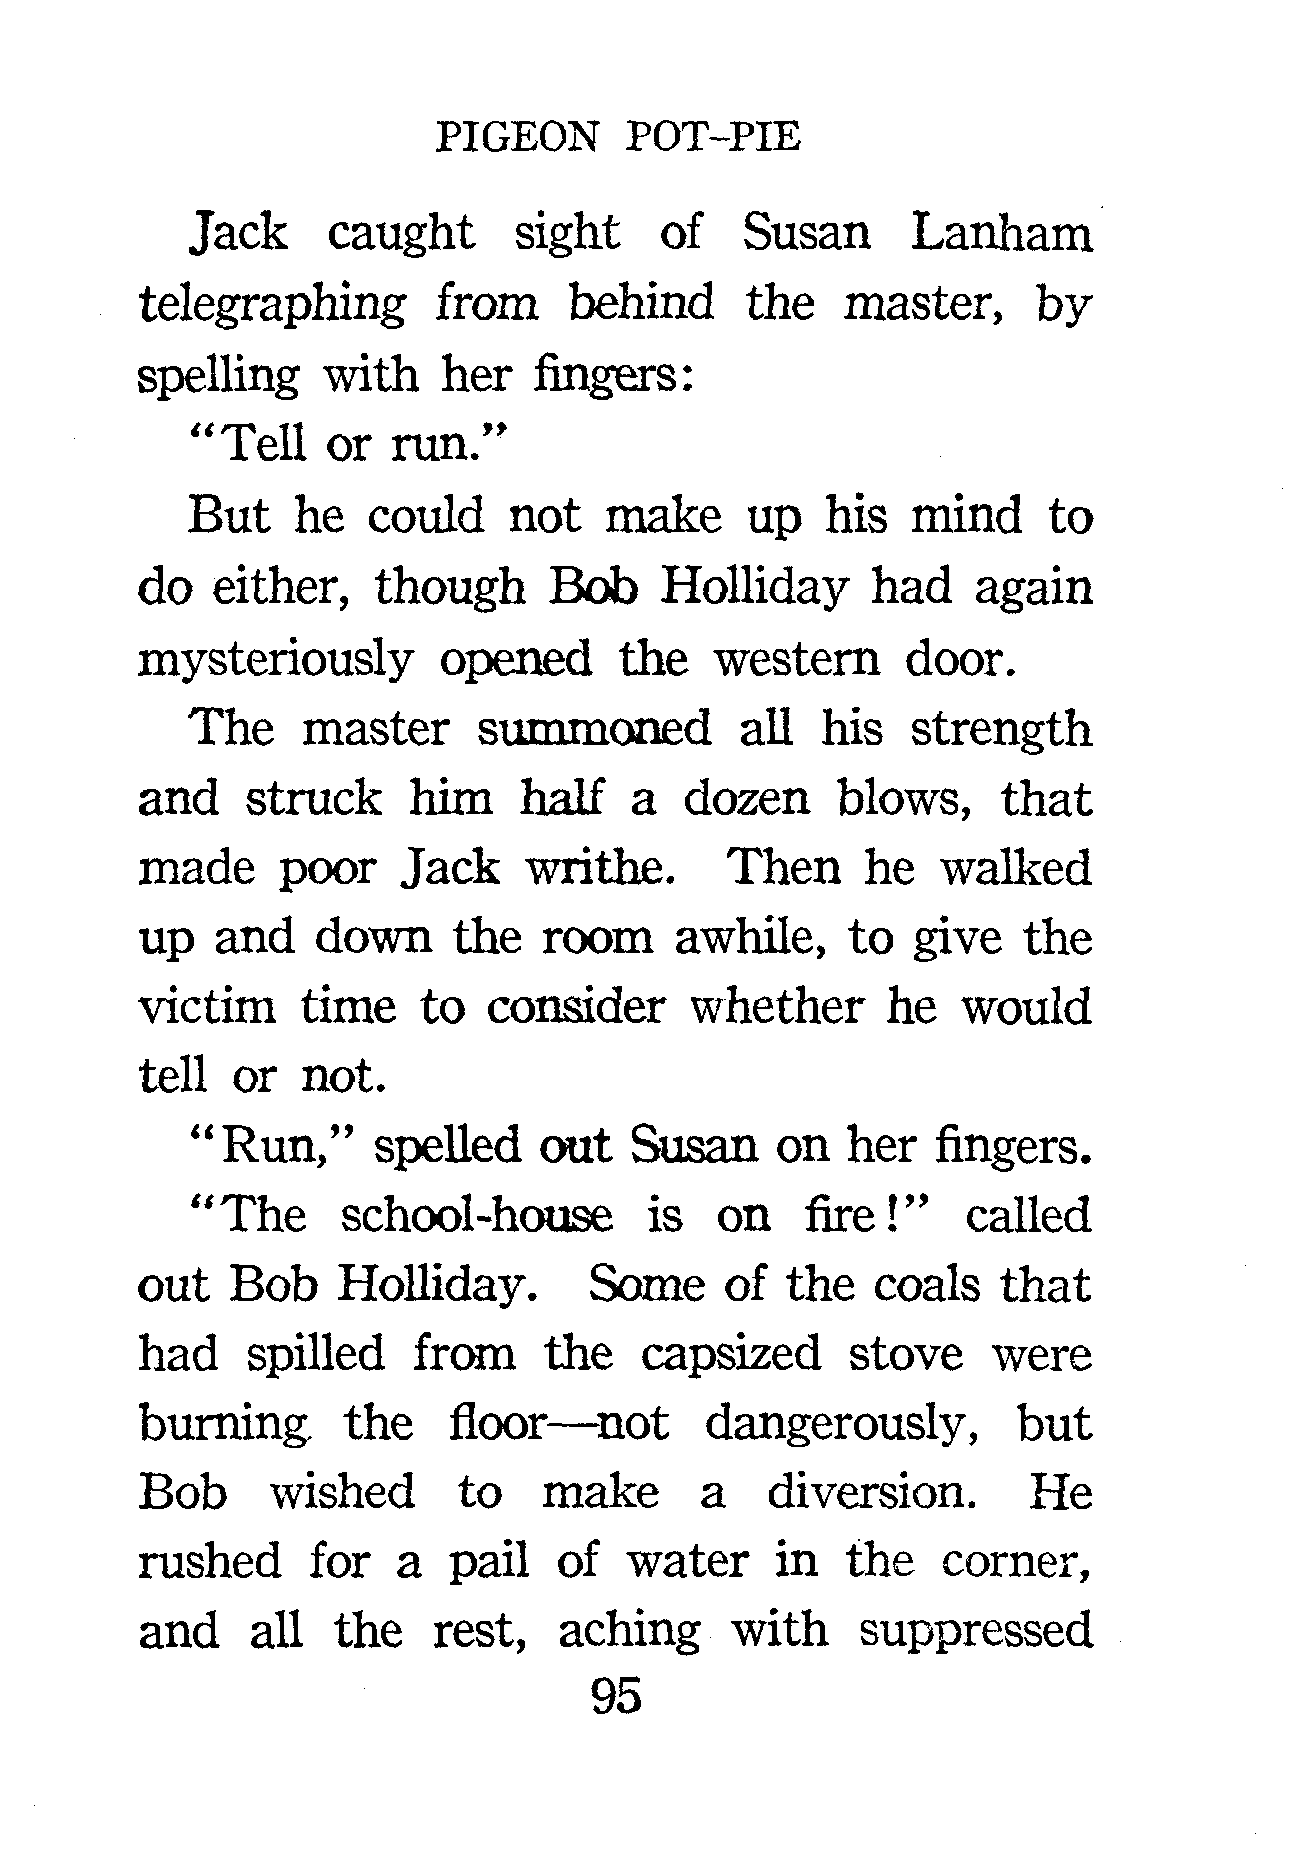 PIGEON POT-PIE
Jack caught sight of Susan Lanham
telegraphing from behind the master, by
spelling with her fingers:
“Tell or run.”
But he could not make up his mind to
do either, though Bob Holliday had again
mysteriously opened the western door.
The master summoned all his strength
and struck him half a dozen blows, that
made poor Jack writhe. Then he walked
up and down the room awhile, to give the
victim time to consider whether he would
tell or not.
“Run,” spelled out Susan on her fingers.
“The school-house is on fire!” called
out Bob Holliday. Some of the coals that
had spilled from the capsized stove were
burning the floor—not dangerously, but
Bob wished to make a diversion. He
rushed for a pail of water in the corner,
and all the rest, aching with suppressed
95